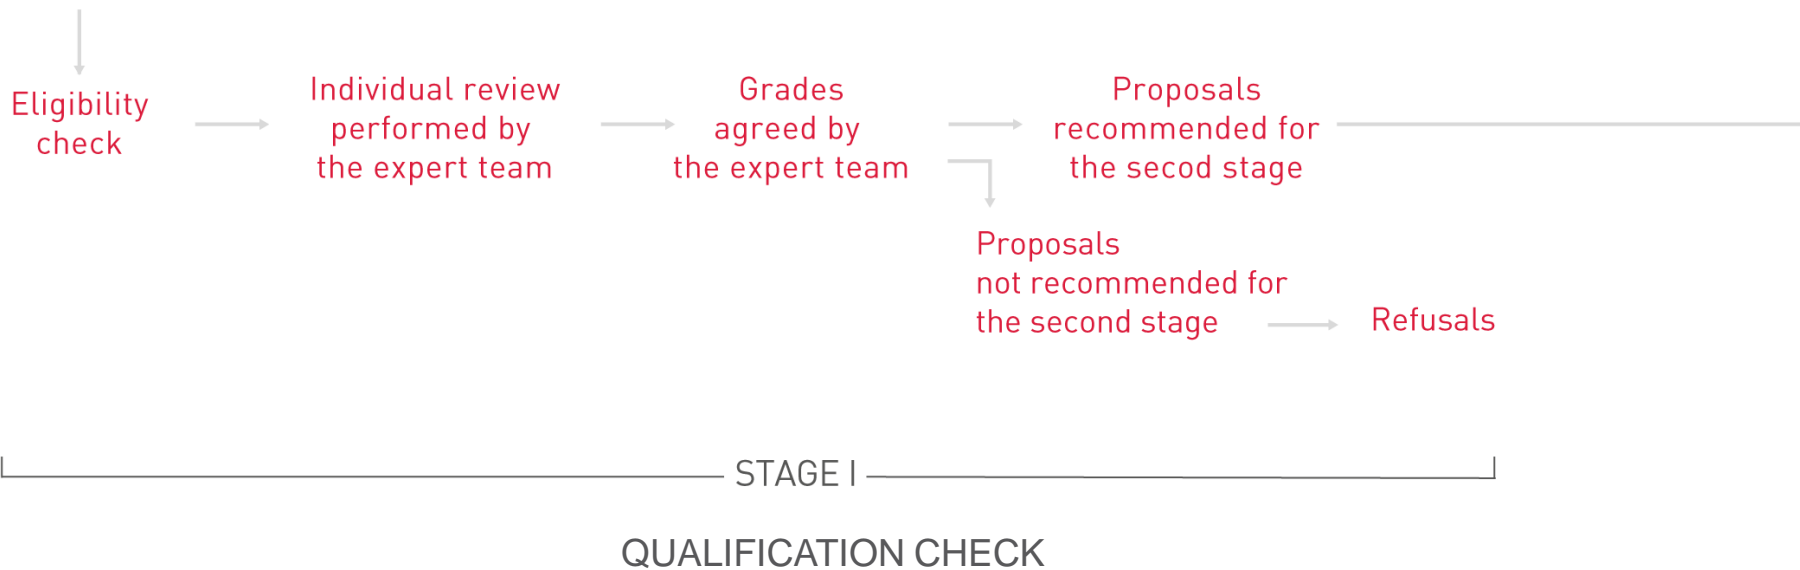 Eligibility
check
Individual review
performed by
the expert team
Grades
agreed by
the expert team
Proposals
recommended for
the secod stage
Proposals
not recommended for
the second stage
Refusals
STAGE I
QUALIFICATION CHECK